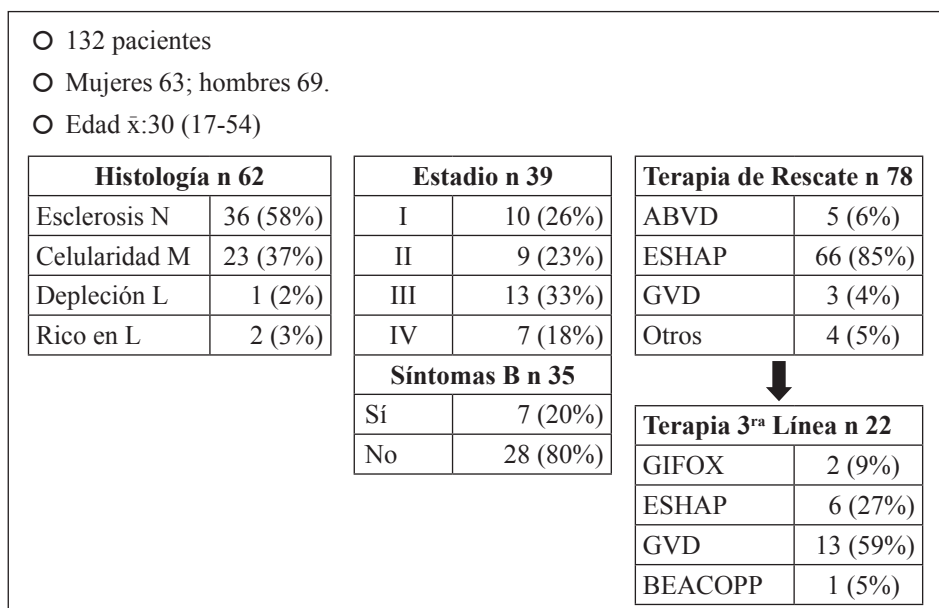 132 pacientes
Mujeres 63; hombres 69.
Edad x̄:30 (17-54)
Histología n 62
Esclerosis N 36 (58%)
Celularidad M 23 (37%)
Depleción L 1 (2%)
Rico en L 2 (3%)
Estadio n 39
I 10 (26%)
II 9 (23%)
III 13 (33%)
IV 7 (18%)
Síntomas B n 35
Sí 7 (20%)
No 28 (80%)
Terapia de Rescate n 78
ABVD 5 (6%)
ESHAP 66 (85%)
GVD 3 (4%)
Otros 4 (5%)
Terapia 3ʳᵃ Línea n 22
GIFOX 2 (9%)
ESHAP 6 (27%)
GVD 13 (59%)
BEACOPP 1 (5%)